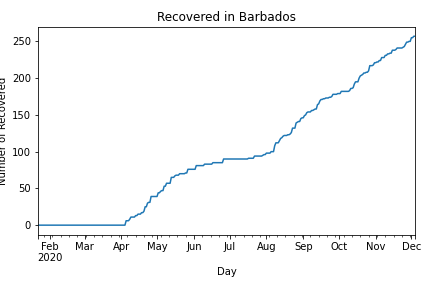 Recovered in Barbados
Number of Recovered
250
200
150
100
50
0
Feb Mar Apr May Jun Jul Aug Sep Oct Nov Dec
2020
Day